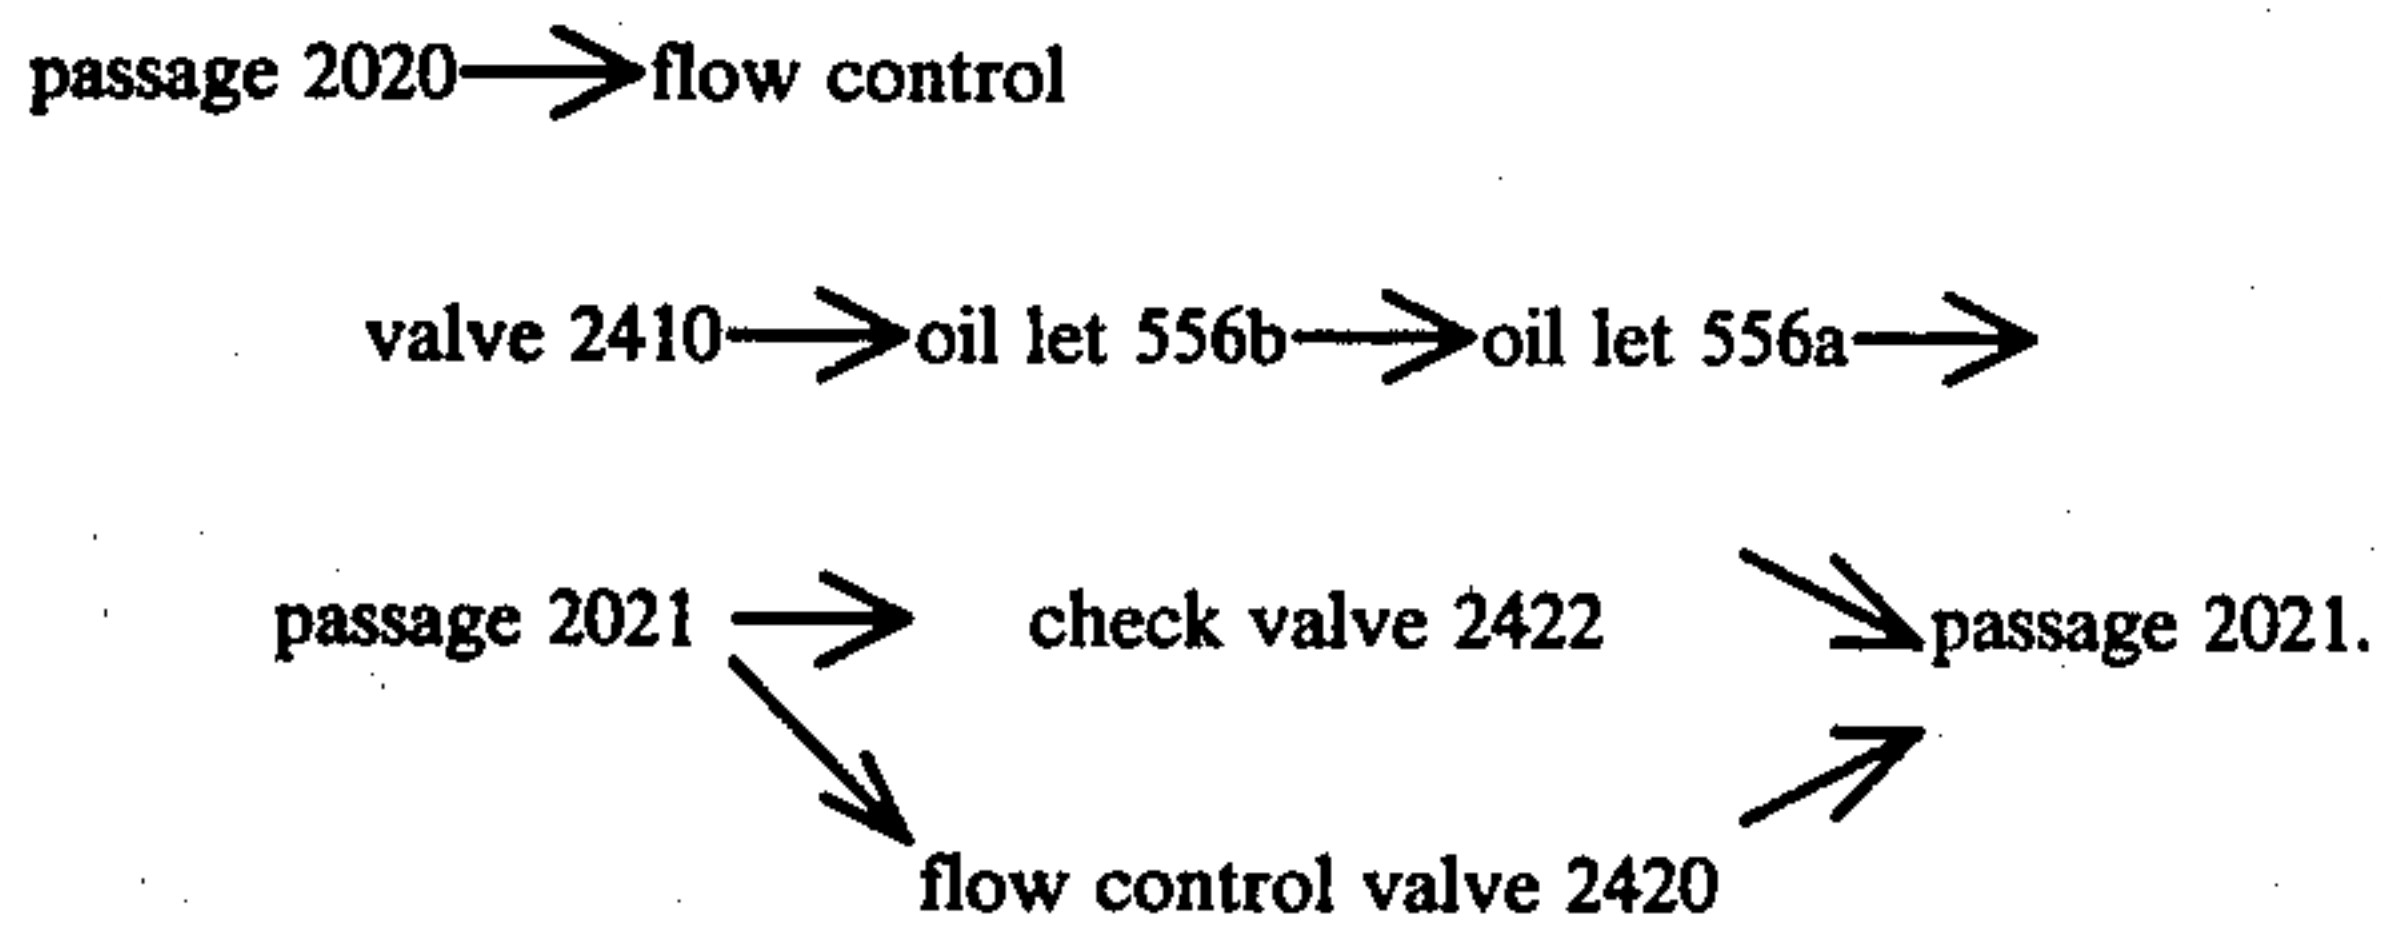 passage 2020→flow control
valve 2410→oil let 556b→oil let 556a→
passage 2021 → check valve 2422 → passage 2021.
flow control valve 2420